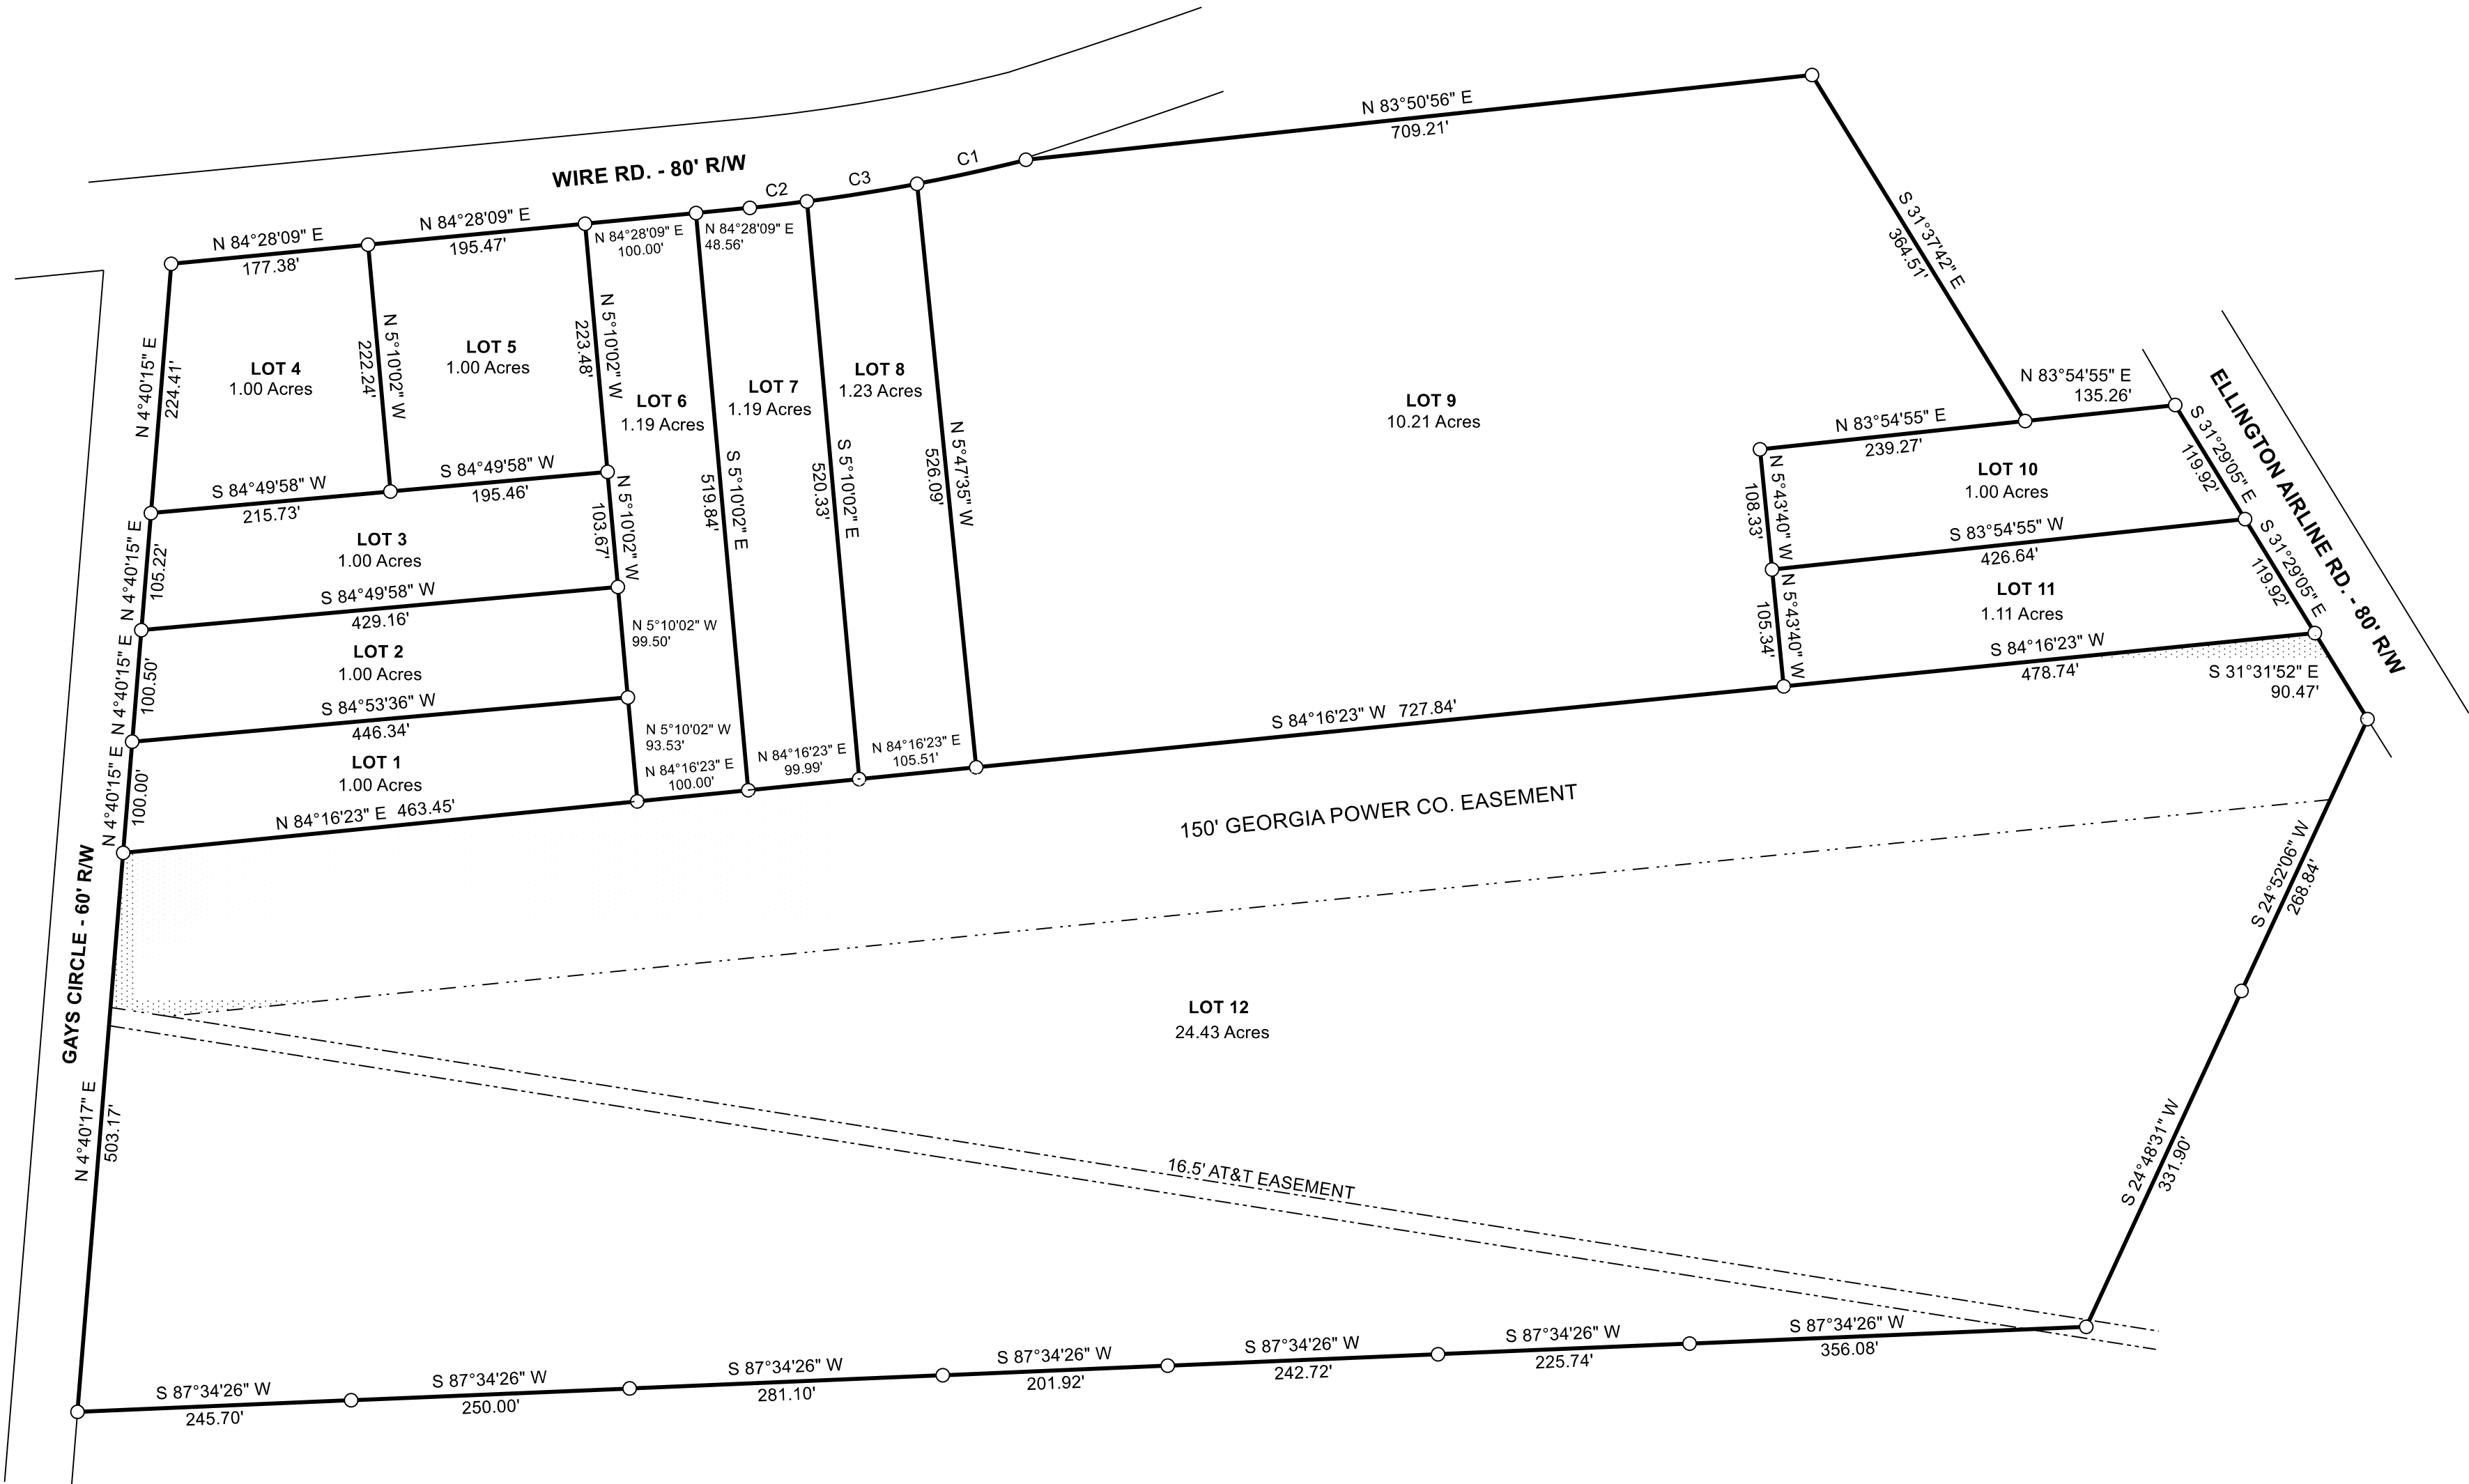 N 83°50'56" E
709.21'
C1
C3
C2
WIRE RD. - 80' R/W
N 84°28'09" E
177.38'
N 84°28'09" E
195.47'
N 84°28'09" E
100.00'
N 84°28'09" E
48.56'
S 31°37'42" E
364.51'
N 4°40'15" E
224.41'
LOT 4
1.00 Acres
N 5°10'02" W
222.24'
LOT 5
1.00 Acres
N 5°10'02" W
223.48'
LOT 6
1.19 Acres
LOT 7
1.19 Acres
LOT 8
1.23 Acres
LOT 9
10.21 Acres
S 5°10'02" E
519.84'
S 5°10'02" E
520.33'
N 5°47'35" W
526.09'
N 83°54'55" E
135.26'
N 83°54'55" E
239.27'
S 31°29'05" E
119.92'
ELLINGTON AIRLINE RD. - 80' R/W
LOT 10
1.00 Acres
N 5°43'40" W
108.33'
S 83°54'55" W
426.64'
S 31°29'05" E
119.92'
LOT 11
1.11 Acres
N 5°43'40" W
105.34'
S 84°16'23" W
478.74'
S 31°31'52" E
90.47'
S 84°49'58" W
215.73'
S 84°49'58" W
195.46'
N 4°40'15" E
105.22'
LOT 3
1.00 Acres
N 5°10'02" W
103.67'
S 84°49'58" W
429.16'
N 4°40'15" E
100.50'
LOT 2
1.00 Acres
N 5°10'02" W
99.50'
S 84°53'36" W
446.34'
N 4°40'15" E
100.00'
LOT 1
1.00 Acres
N 5°10'02" W
93.53'
N 84°16'23" E 463.45'
N 84°16'23" E
100.00'
N 84°16'23" E
99.99'
N 84°16'23" E
105.51'
S 84°16'23" W 727.84'
150' GEORGIA POWER CO. EASEMENT
GAYS CIRCLE - 60' R/W
S 24°52'06" W
268.84'
LOT 12
24.43 Acres
N 4°40'17" E
503.17'
16.5' AT&T EASEMENT
S 24°48'31" W
331.90'
S 87°34'26" W
245.70'
S 87°34'26" W
250.00'
S 87°34'26" W
281.10'
S 87°34'26" W
201.92'
S 87°34'26" W
242.72'
S 87°34'26" W
225.74'
S 87°34'26" W
356.08'